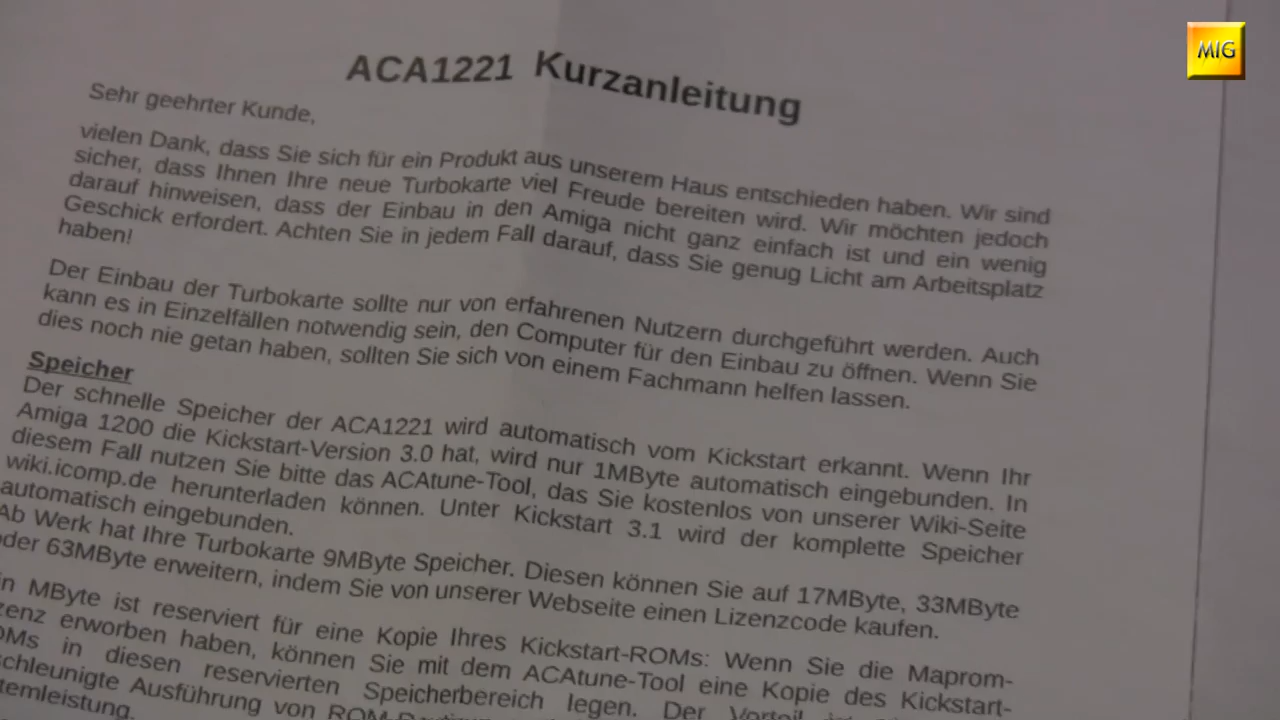 MIG
ACA1221 Kurzanleitung
Sehr geehrter Kunde,
vielen Dank, dass Sie sich für ein Produkt aus unserem Haus entschieden haben. Wir sind
sicher, dass Ihnen Ihre neue Turbokarte viel Freude bereiten wird. Wir möchten jedoch
darauf hinweisen, dass der Einbau in den Amiga nicht ganz einfach ist und ein wenig
Geschick erfordert. Achten Sie in jedem Fall darauf, dass Sie genug Licht am Arbeitsplatz
haben!
Der Einbau der Turbokarte sollte nur von erfahrenen Nutzern durchgeführt werden. Auch
kann es in Einzelfällen notwendig sein, den Computer für den Einbau zu öffnen. Wenn Sie
dies noch nie getan haben, sollten Sie sich von einem Fachmann helfen lassen.
Speicher
Der schnelle Speicher der ACA1221 wird automatisch vom Kickstart erkannt. Wenn Ihr
Amiga 1200 die Kickstart-Version 3.0 hat, wird nur 1MByte automatisch eingebunden. In
diesem Fall nutzen Sie bitte das ACAtune-Tool, das Sie kostenlos von unserer Wiki-Seite
wiki.icomp.de herunterladen können. Unter Kickstart 3.1 wird der komplette Speicher
automatisch eingebunden.
Ab Werk hat Ihre Turbokarte 9MByte Speicher. Diesen können Sie auf 17MByte, 33MByte
oder 63MByte erweitern, indem Sie von unserer Webseite einen Lizenzcode kaufen.
in MByte ist reserviert für eine Kopie Ihres Kickstart-ROMs: Wenn Sie die Maprom-
zenz erworben haben, können Sie mit dem ACAtune-Tool eine Kopie des Kickstart-
OMs in diesen reservierten Speicherbereich legen. Der Vorteil
schleunigte Ausführung von ROM
temleistung.